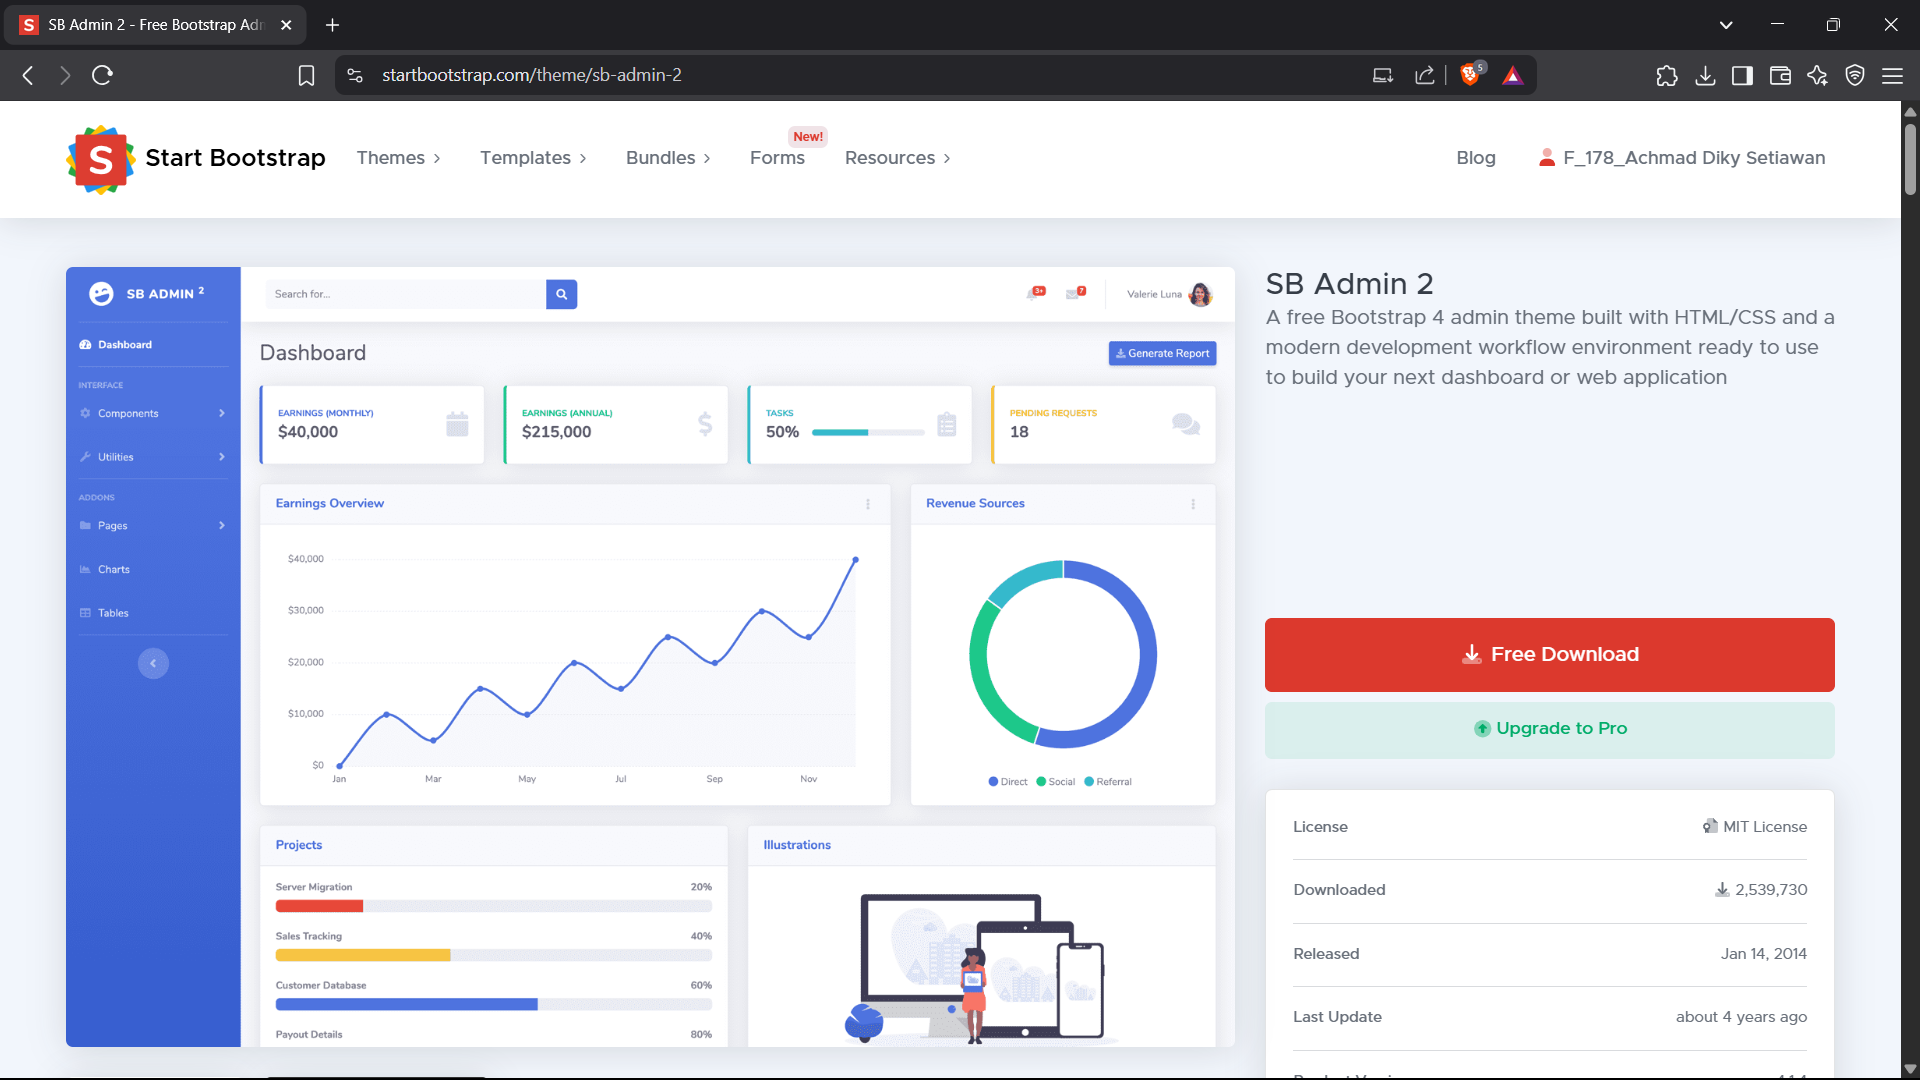 SB Admin 2 - Free Bootstrap Adm
startbootstrap.com/theme/sb-admin-2
5
S
Start Bootstrap
Themes
Templates
Bundles
Forms
New!
Resources
Blog
F_178_Achmad Diky Setiawan
SB ADMIN 2
Search for...
3+
7
Valerie Luna
Dashboard
INTERFACE
Components
Utilities
ADDONS
Pages
Charts
Tables
Dashboard
Generate Report
EARNINGS (MONTHLY)
$40,000
EARNINGS (ANNUAL)
$215,000
TASKS
50%
PENDING REQUESTS
18
Earnings Overview
$40,000
$30,000
$20,000
$10,000
$0
Jan Mar May Jul Sep Nov
Revenue Sources
Direct Social Referral
Projects
Server Migration 20%
Sales Tracking 40%
Customer Database 60%
Payout Details 80%
Illustrations
SB Admin 2
A free Bootstrap 4 admin theme built with HTML/CSS and a
modern development workflow environment ready to use
to build your next dashboard or web application
Free Download
Upgrade to Pro
License MIT License
Downloaded 2,539,730
Released Jan 14, 2014
Last Update about 4 years ago